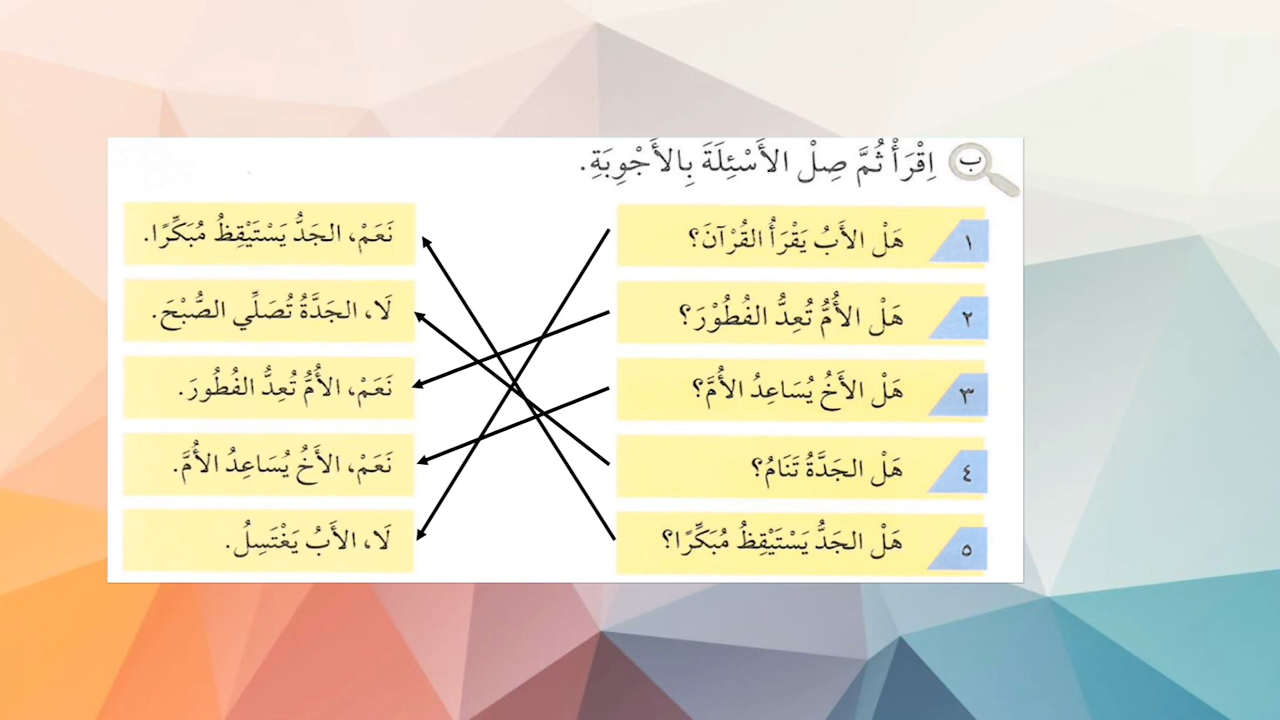 ب اِقْرَأْ ثُمَّ صِلْ الأَسْئِلَةَ بِالأَجْوِبَةِ.
١ هَلْ الأَبُ يَقْرَأُ القُرْآنَ؟
نَعَمْ، الجَدُّ يَسْتَيْقِظُ مُبَكِّرًا.
٢ هَلْ الأُمُّ تُعِدُّ الفُطُوْرَ؟
لَا، الجَدَّةُ تُصَلِّي الصُّبْحَ.
٣ هَلْ الأَخُ يُسَاعِدُ الأُمَّ؟
نَعَمْ، الأُمُّ تُعِدُّ الفُطُورَ.
٤ هَلْ الجَدَّةُ تَنَامُ؟
نَعَمْ، الأَخُ يُسَاعِدُ الأُمَّ.
٥ هَلْ الجَدُّ يَسْتَيْقِظُ مُبَكِّرًا؟
لَا، الأَبُ يَغْتَسِلُ.